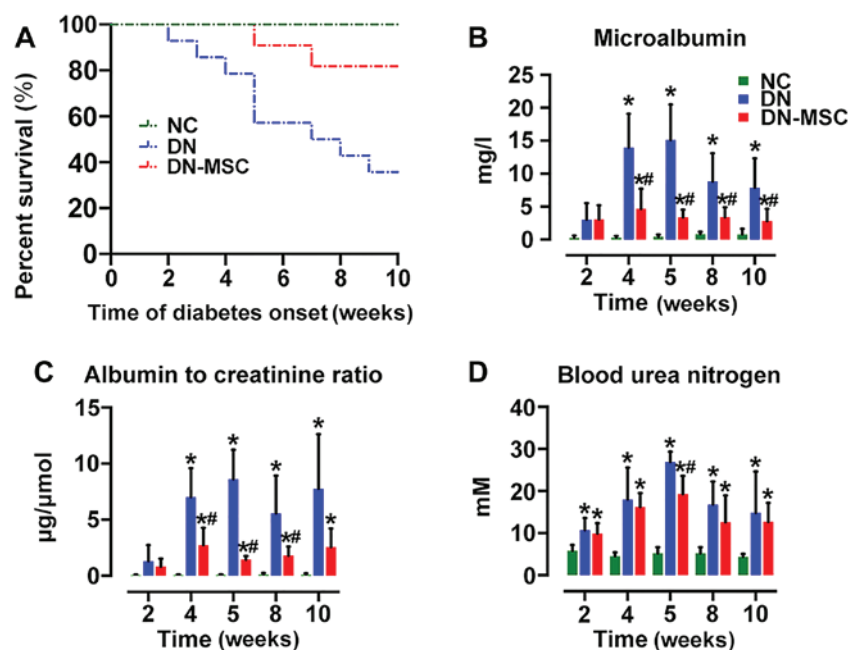 A
Percent survival (%)
100
80
60
40
20
0
NC
DN
DN-MSC
0 2 4 6 8 10
Time of diabetes onset (weeks)
B Microalbumin
mg/l
25
20
15
10
5
0
NC
DN
DN-MSC
* * * *
*# *# *# *#
2 4 5 8 10
Time (weeks)
C Albumin to creatinine ratio
µg/µmol
15
10
5
0
* * * *
*# *# *# *
2 4 5 8 10
Time (weeks)
D Blood urea nitrogen
mM
40
30
20
10
0
* * * * *
* * *# * *
2 4 5 8 10
Time (weeks)